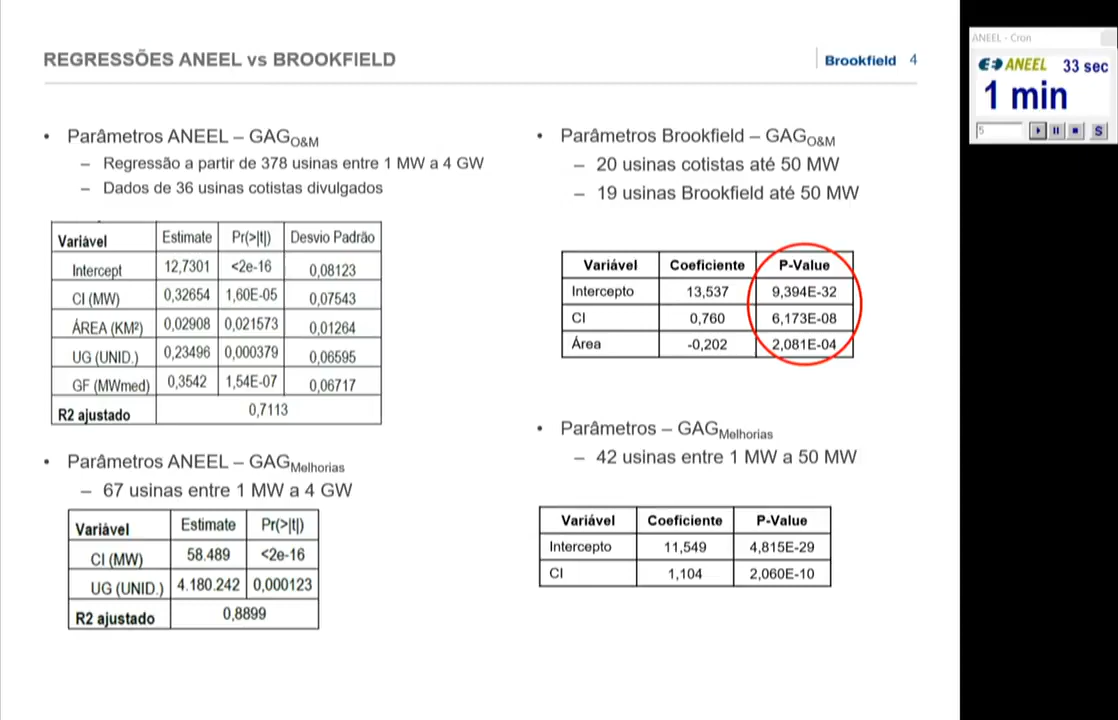 REGRESSÕES ANEEL vs BROOKFIELD
Brookfield 4
• Parâmetros ANEEL – GAGO&M
– Regressão a partir de 378 usinas entre 1 MW a 4 GW
– Dados de 36 usinas cotistas divulgados
Variável Estimate Pr(>|t|) Desvio Padrão
Intercept 12,7301 <2e-16 0,08123
CI (MW) 0,32654 1,60E-05 0,07543
ÁREA (KM²) 0,02908 0,021573 0,01264
UG (UNID.) 0,23496 0,000379 0,06595
GF (MWmed) 0,3542 1,54E-07 0,06717
R2 ajustado 0,7113
• Parâmetros ANEEL – GAGMelhorias
– 67 usinas entre 1 MW a 4 GW
Variável Estimate Pr(>|t|)
CI (MW) 58.489 <2e-16
UG (UNID.) 4.180.242 0,000123
R2 ajustado 0,8899
• Parâmetros Brookfield – GAGO&M
– 20 usinas cotistas até 50 MW
– 19 usinas Brookfield até 50 MW
Variável Coeficiente P-Value
Intercepto 13,537 9,394E-32
CI 0,760 6,173E-08
Área -0,202 2,081E-04
• Parâmetros – GAGMelhorias
– 42 usinas entre 1 MW a 50 MW
Variável Coeficiente P-Value
Intercepto 11,549 4,815E-29
CI 1,104 2,060E-10
ANEEL - Cron
ANEEL 33 sec
1 min
5 S